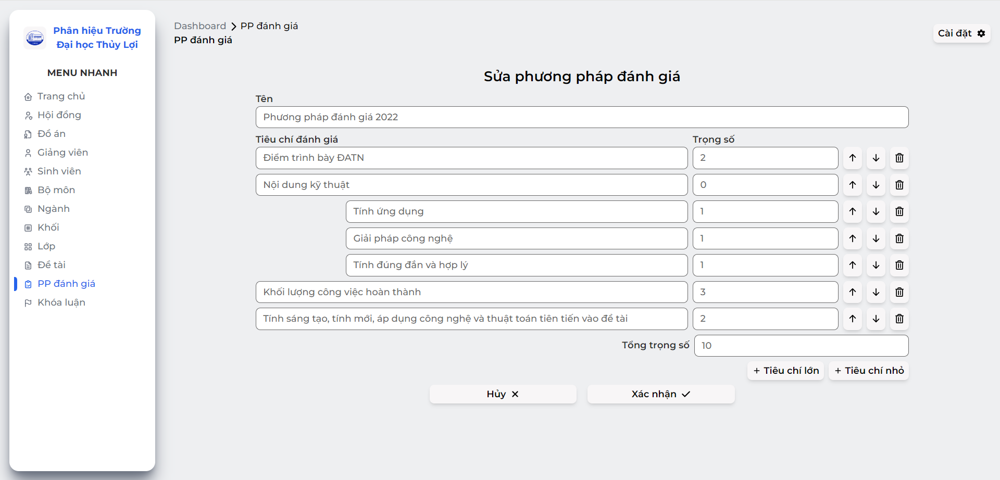 Phân hiệu Trường
Đại học Thủy Lợi
MENU NHANH
Trang chủ
Hội đồng
Đồ án
Giảng viên
Sinh viên
Bộ môn
Ngành
Khối
Lớp
Đề tài
PP đánh giá
Khóa luận
Dashboard > PP đánh giá
PP đánh giá
Cài đặt
Sửa phương pháp đánh giá
Tên
Phương pháp đánh giá 2022
Tiêu chí đánh giá Trọng số
Điểm trình bày ĐATN 2
Nội dung kỹ thuật 0
Tính ứng dụng 1
Giải pháp công nghệ 1
Tính đúng đắn và hợp lý 1
Khối lượng công việc hoàn thành 3
Tính sáng tạo, tính mới, áp dụng công nghệ và thuật toán tiên tiến vào đề tài 2
Tổng trọng số 10
+ Tiêu chí lớn + Tiêu chí nhỏ
Hủy Xác nhận